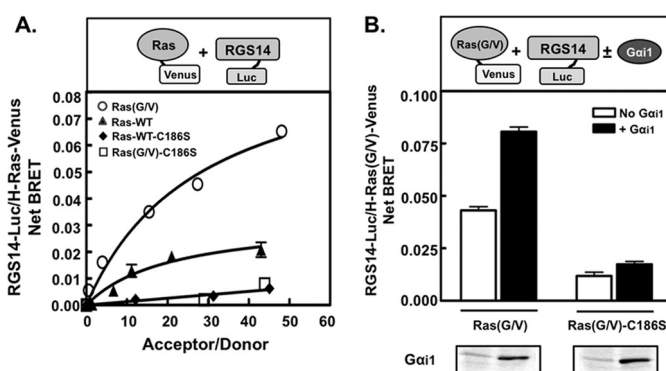 A.
Ras
+
RGS14
Venus
Luc
RGS14-Luc/H-Ras-Venus
Net BRET
0.08
0.07
0.06
0.05
0.04
0.03
0.02
0.01
0.00
Ras(G/V)
Ras-WT
Ras-WT-C186S
Ras(G/V)-C186S
0 10 20 30 40 50 60
Acceptor/Donor
B.
Ras(G/V)
+
RGS14
±
Gαi1
Venus
Luc
RGS14-Luc/H-Ras(G/V)-Venus
Net BRET
0.100
0.075
0.050
0.025
0.000
No Gαi1
+ Gαi1
Ras(G/V) Ras(G/V)-C186S
Gαi1